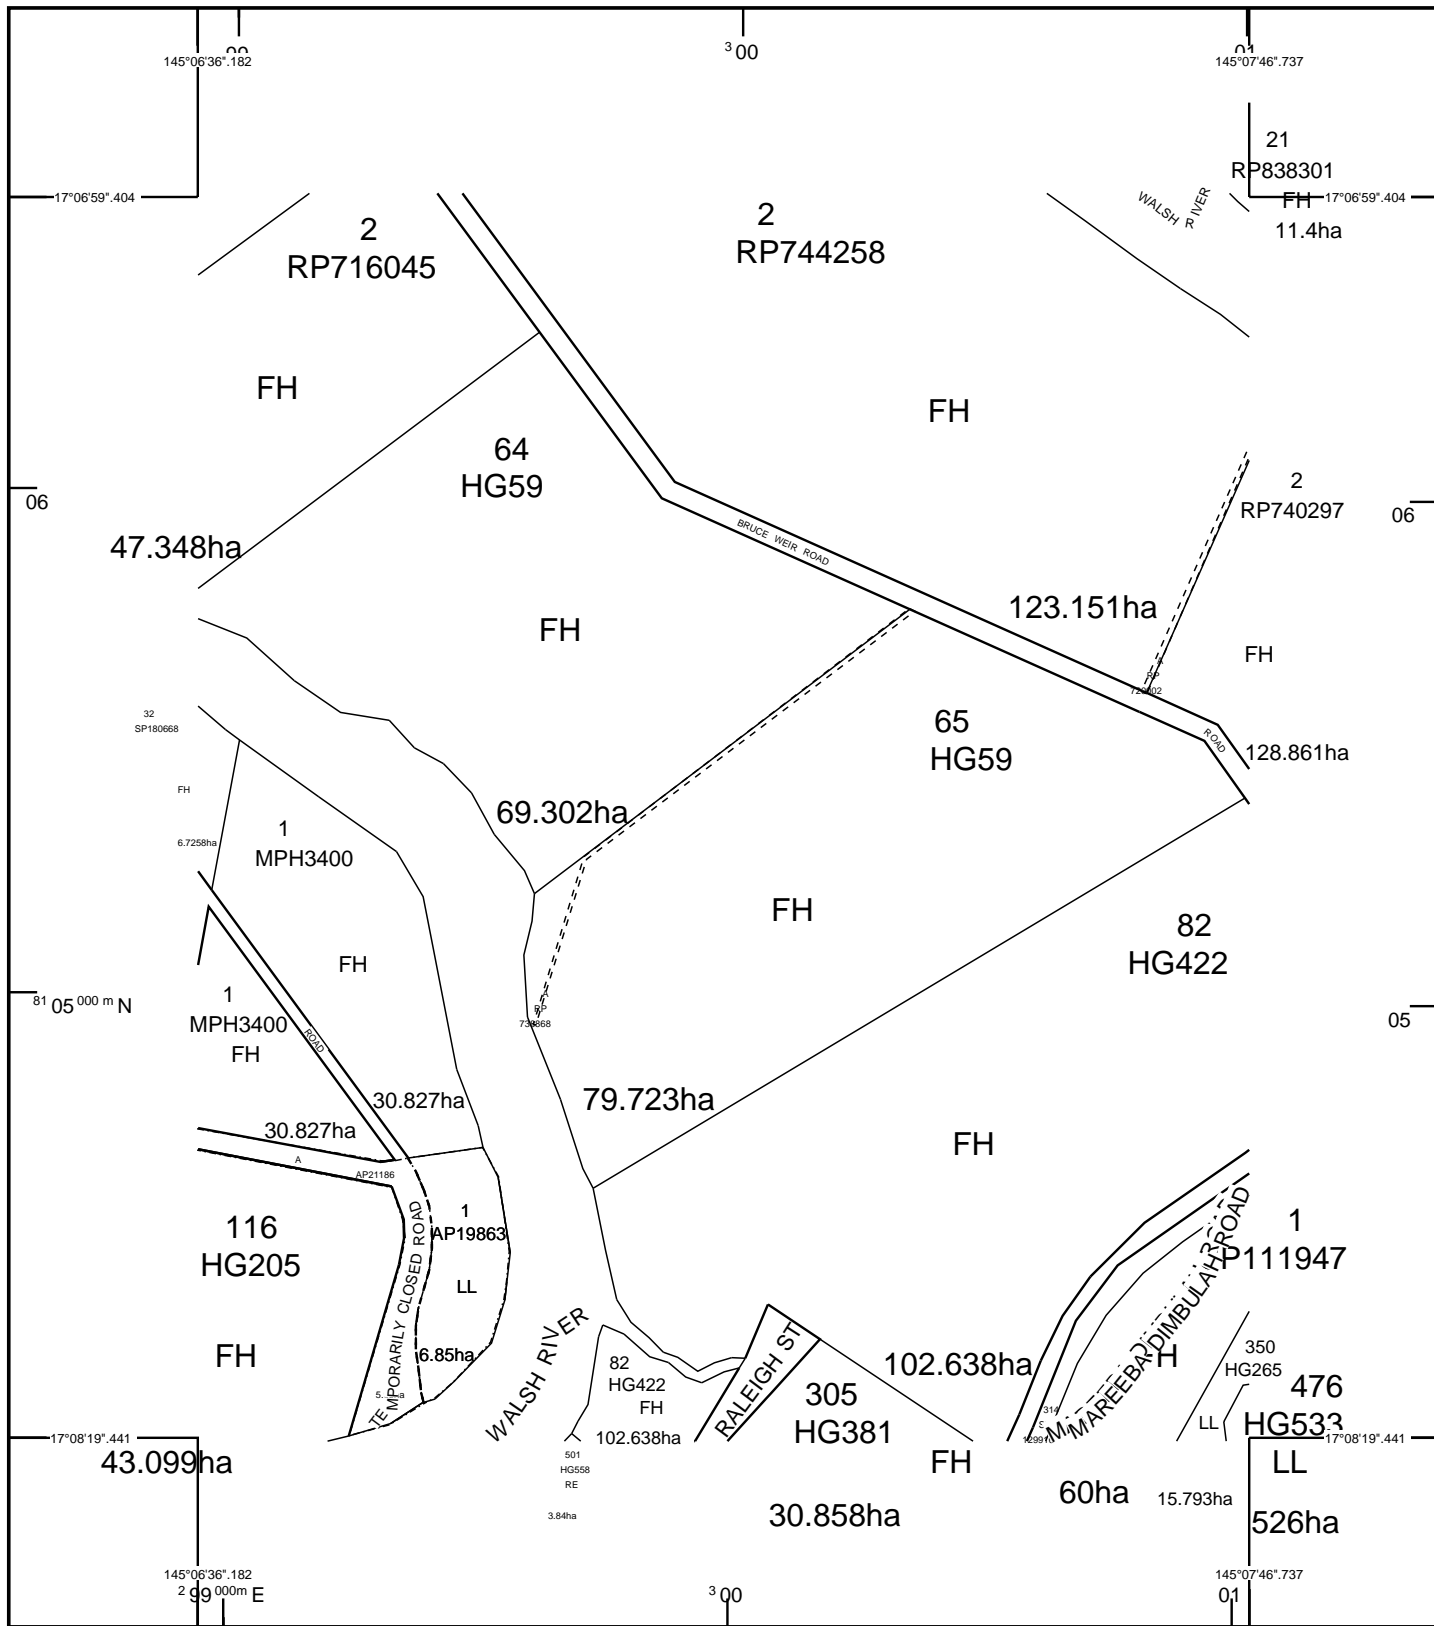 99
3 00
01
145°06'36".182
145°07'46".737
21
RP838301
FH
11.4ha
17°06'59".404
17°06'59".404
WALSH RIVER
2
RP716045
2
RP744258
FH
FH
64
HG59
2
RP740297
06
06
BRUCE WEIR ROAD
47.348ha
123.151ha
FH
FH
A
RP
32
SP180668
65
HG59
ROAD
128.861ha
FH
69.302ha
1
MPH3400
6.7258ha
FH
82
HG422
FH
1
MPH3400
FH
81 05 000 m N
05
A
RP
ROAD
30.827ha
79.723ha
30.827ha
FH
A
AP21186
1
AP19863
LL
6.85ha
TEMPORARILY CLOSED ROAD
116
HG205
FH
1
P111947
MAREEBA DIMBULAH ROAD
H
WALSH RIVER
82
HG422
FH
102.638ha
RALEIGH ST
305
HG381
102.638ha
350
HG265
LL
476
HG533
LL
314
17°08'19".441
17°08'19".441
43.099ha
501
HG558
RE
3.84ha
FH
30.858ha
60ha
15.793ha
526ha
145°06'36".182
145°07'46".737
2 99 000m E
3 00
01